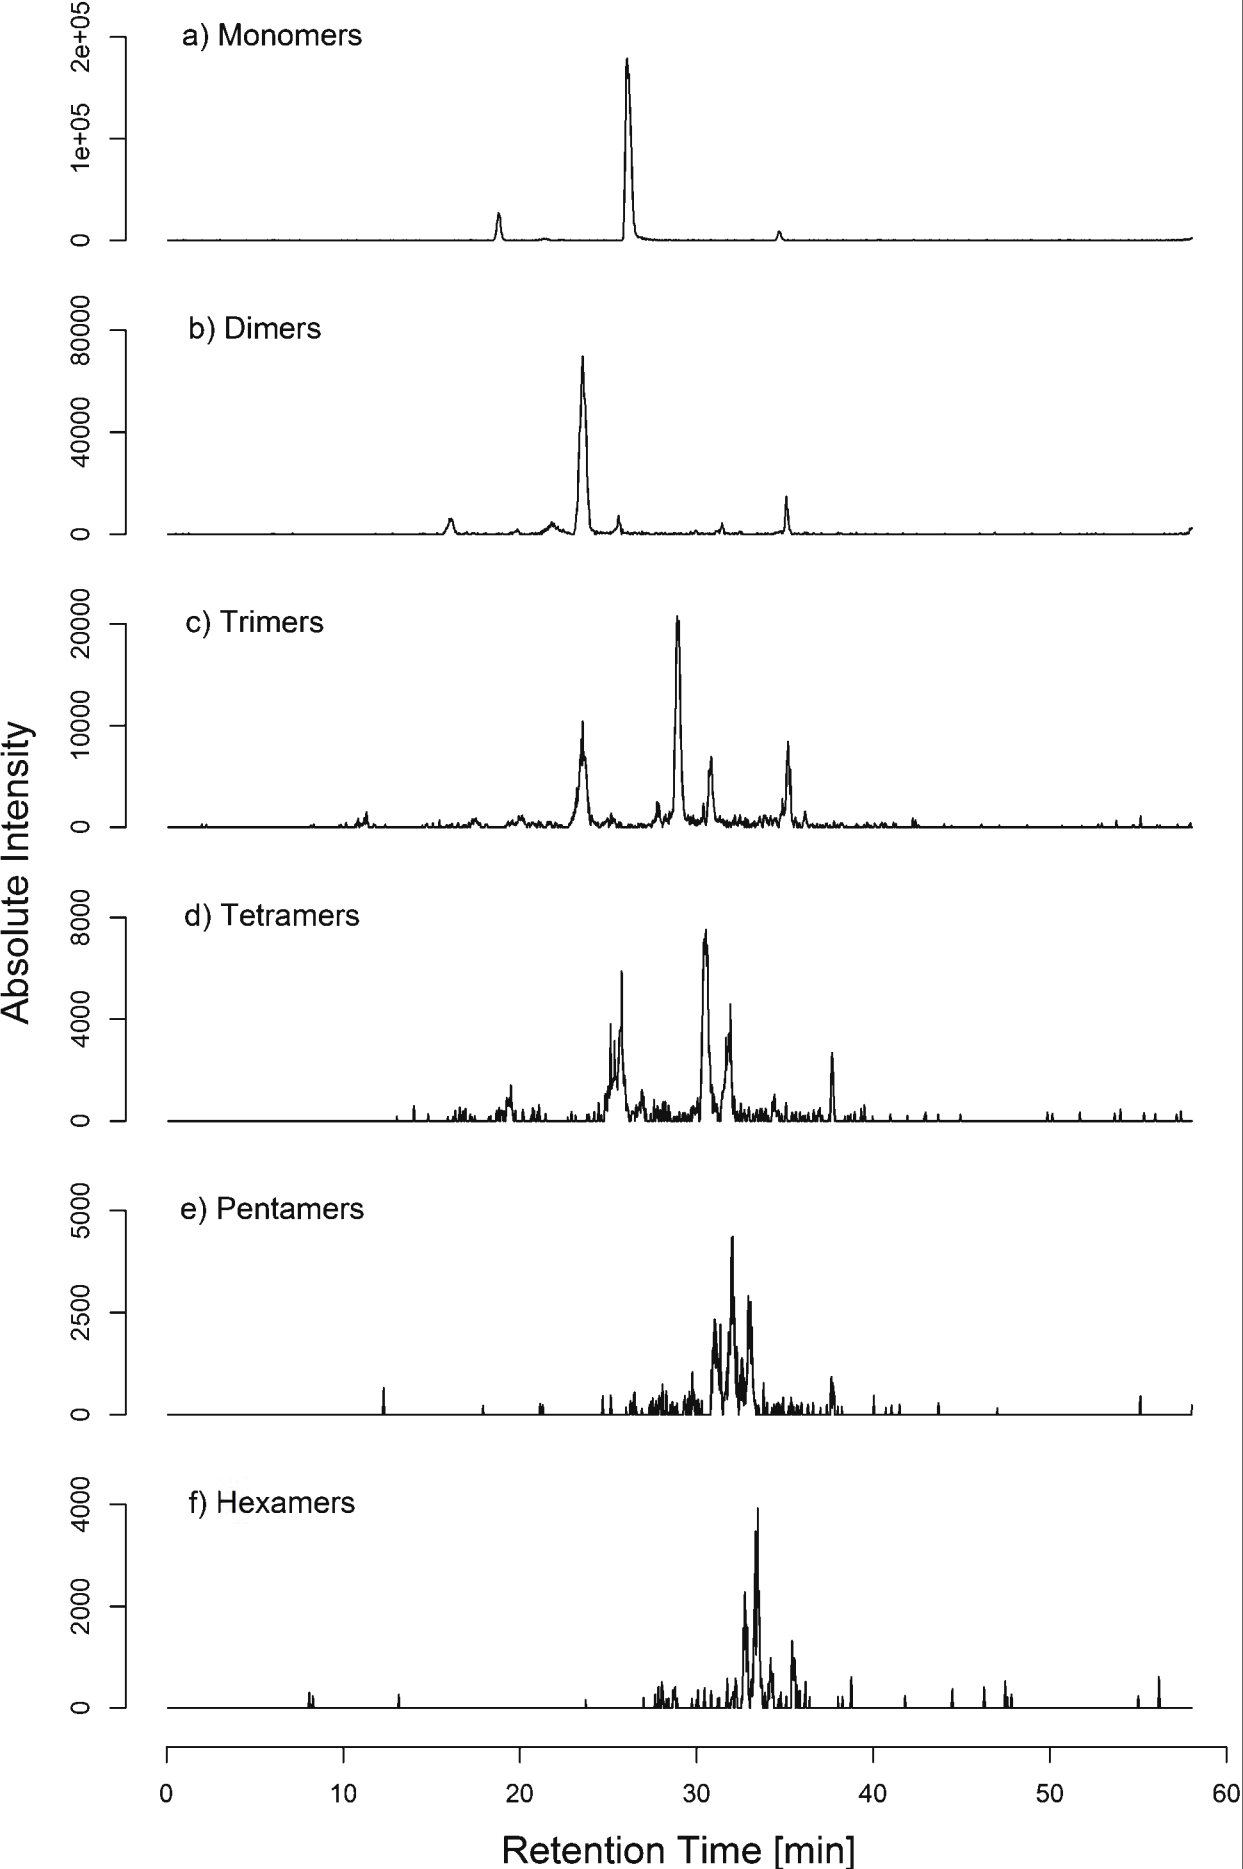 a) Monomers
2e+05
1e+05
0
b) Dimers
80000
40000
0
c) Trimers
20000
10000
0
d) Tetramers
8000
4000
0
e) Pentamers
5000
2500
0
f) Hexamers
4000
2000
0
Absolute Intensity
0 10 20 30 40 50 60
Retention Time [min]